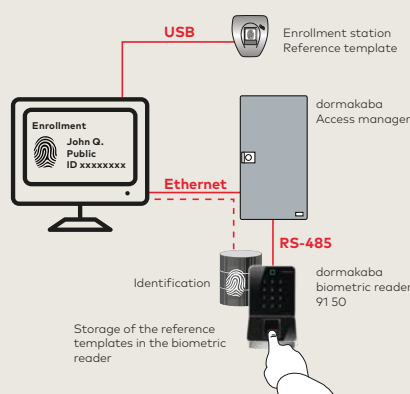 USB
Enrollment station
Reference template
Enrollment
John Q.
Public
ID xxxxxxxx
dormakaba
Access manager
Ethernet
RS-485
Identification
dormakaba
biometric reader
91 50
Storage of the reference
templates in the biometric
reader